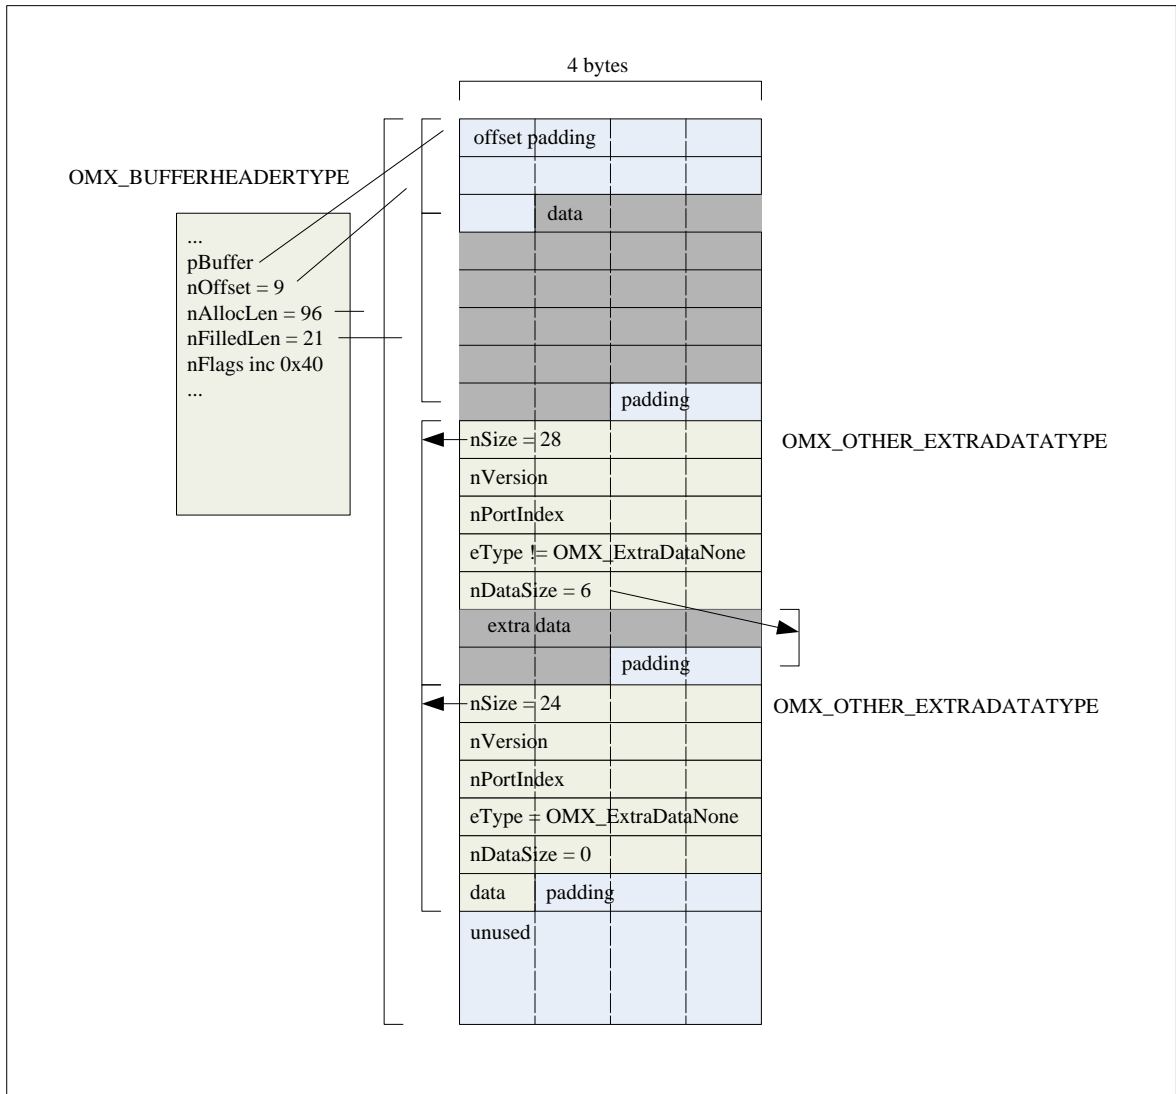 4 bytes
offset padding
OMX_BUFFERHEADERTYPE
data
...
pBuffer
nOffset = 9
nAllocLen = 96
nFilledLen = 21
nFlags inc 0x40
...
padding
nSize = 28
OMX_OTHER_EXTRADATATYPE
nVersion
nPortIndex
eType != OMX_ExtraDataNone
nDataSize = 6
extra data
padding
nSize = 24
OMX_OTHER_EXTRADATATYPE
nVersion
nPortIndex
eType = OMX_ExtraDataNone
nDataSize = 0
data padding
unused